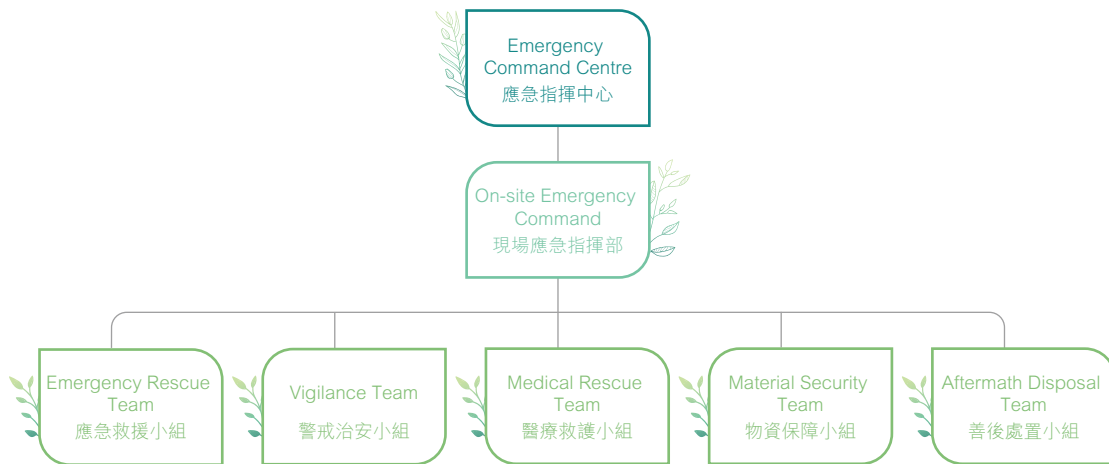 Emergency
Command Centre
應急指揮中心
On-site Emergency
Command
現場應急指揮部
Emergency Rescue
Team
應急救援小組
Vigilance Team
警戒治安小組
Medical Rescue
Team
醫療救護小組
Material Security
Team
物資保障小組
Aftermath Disposal
Team
善後處置小組